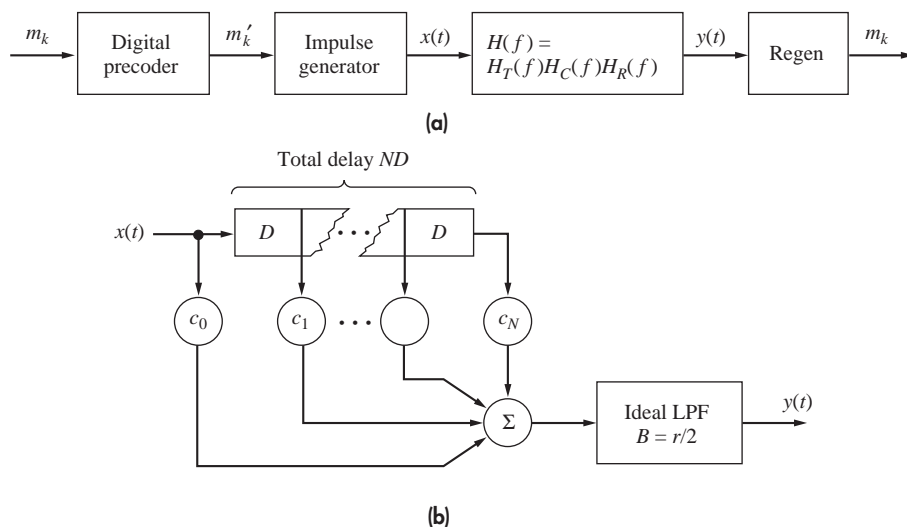 m_k
Digital
precoder
m_k′
Impulse
generator
x(t)
H(f) =
H_T(f)H_C(f)H_R(f)
y(t)
Regen
m_k
(a)
Total delay ND
x(t)
D
• • •
D
c_0
c_1
• • •
c_N
Σ
Ideal LPF
B = r/2
y(t)
(b)